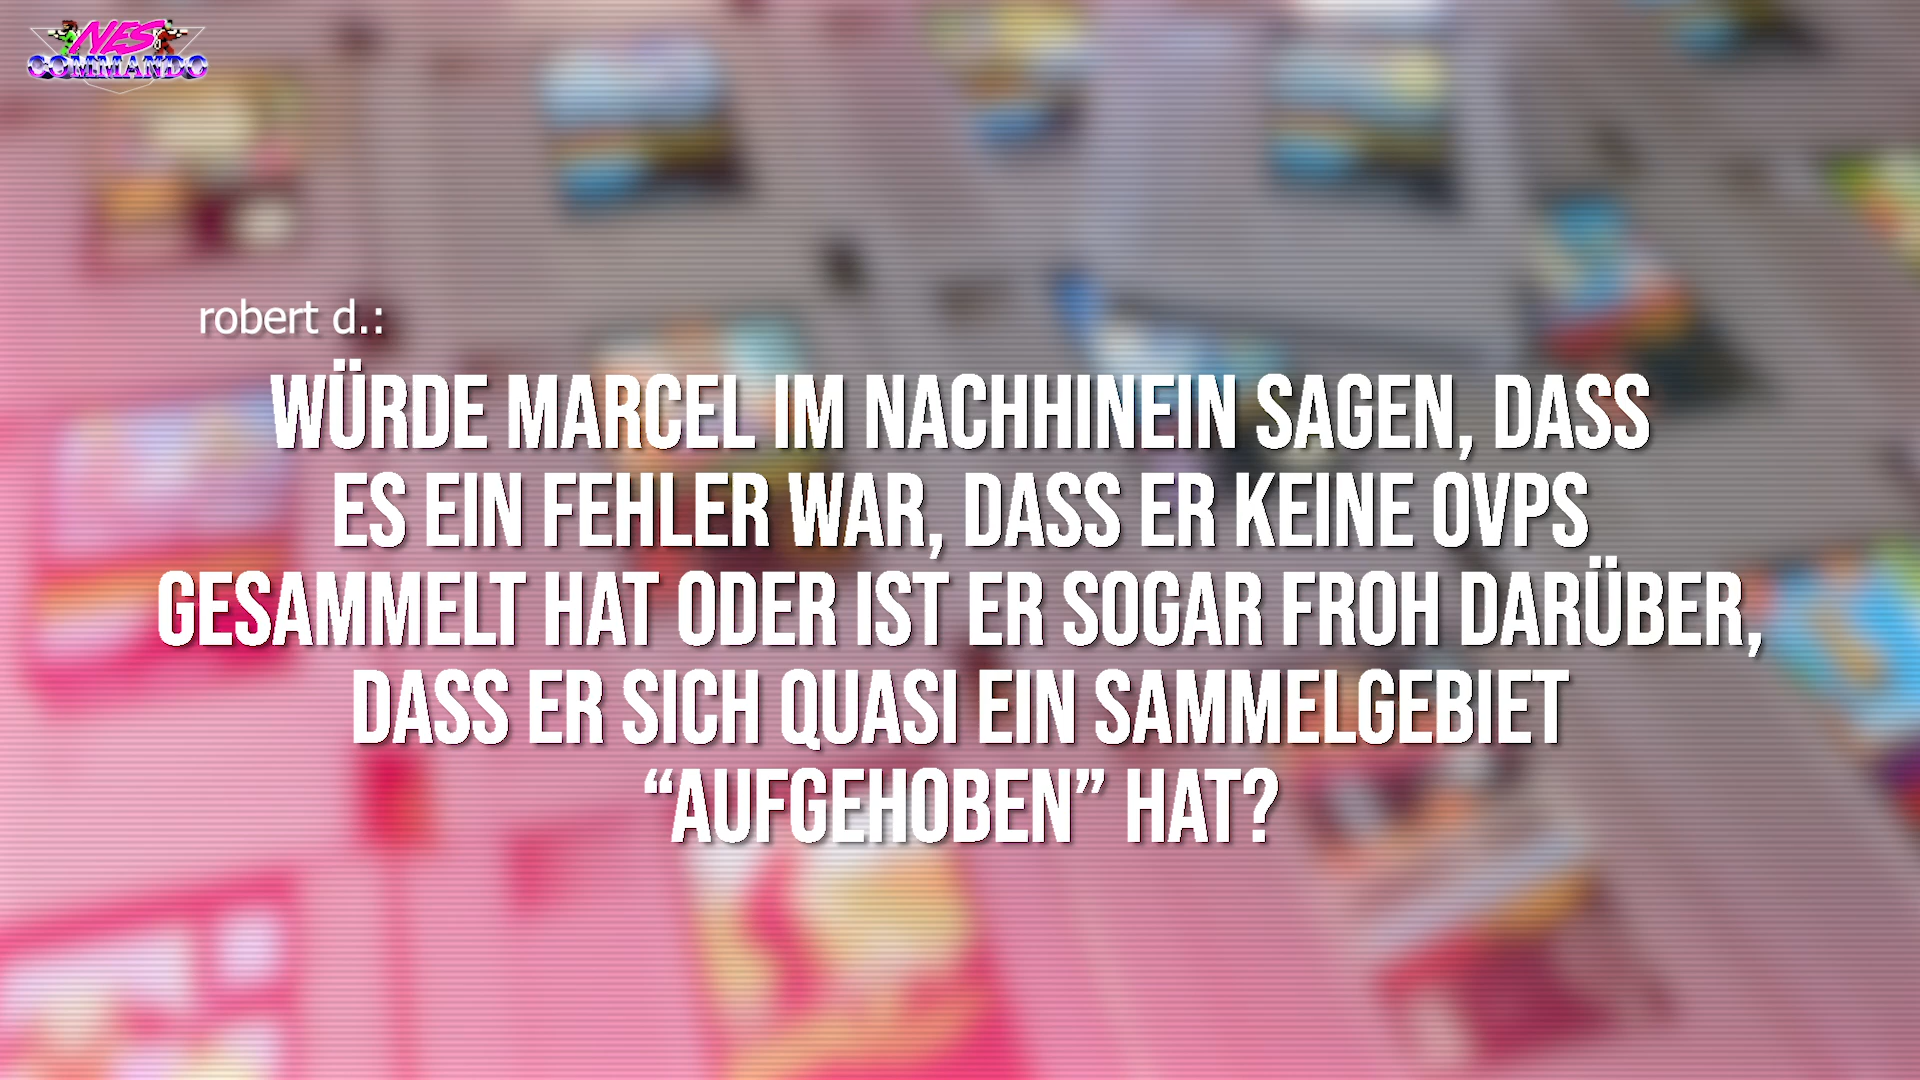 NES
COMMANDO
robert d.:
WÜRDE MARCEL IM NACHHINEIN SAGEN, DASS
ES EIN FEHLER WAR, DASS ER KEINE OVPS
GESAMMELT HAT ODER IST ER SOGAR FROH DARÜBER,
DASS ER SICH QUASI EIN SAMMELGEBIET
“AUFGEHOBEN” HAT?